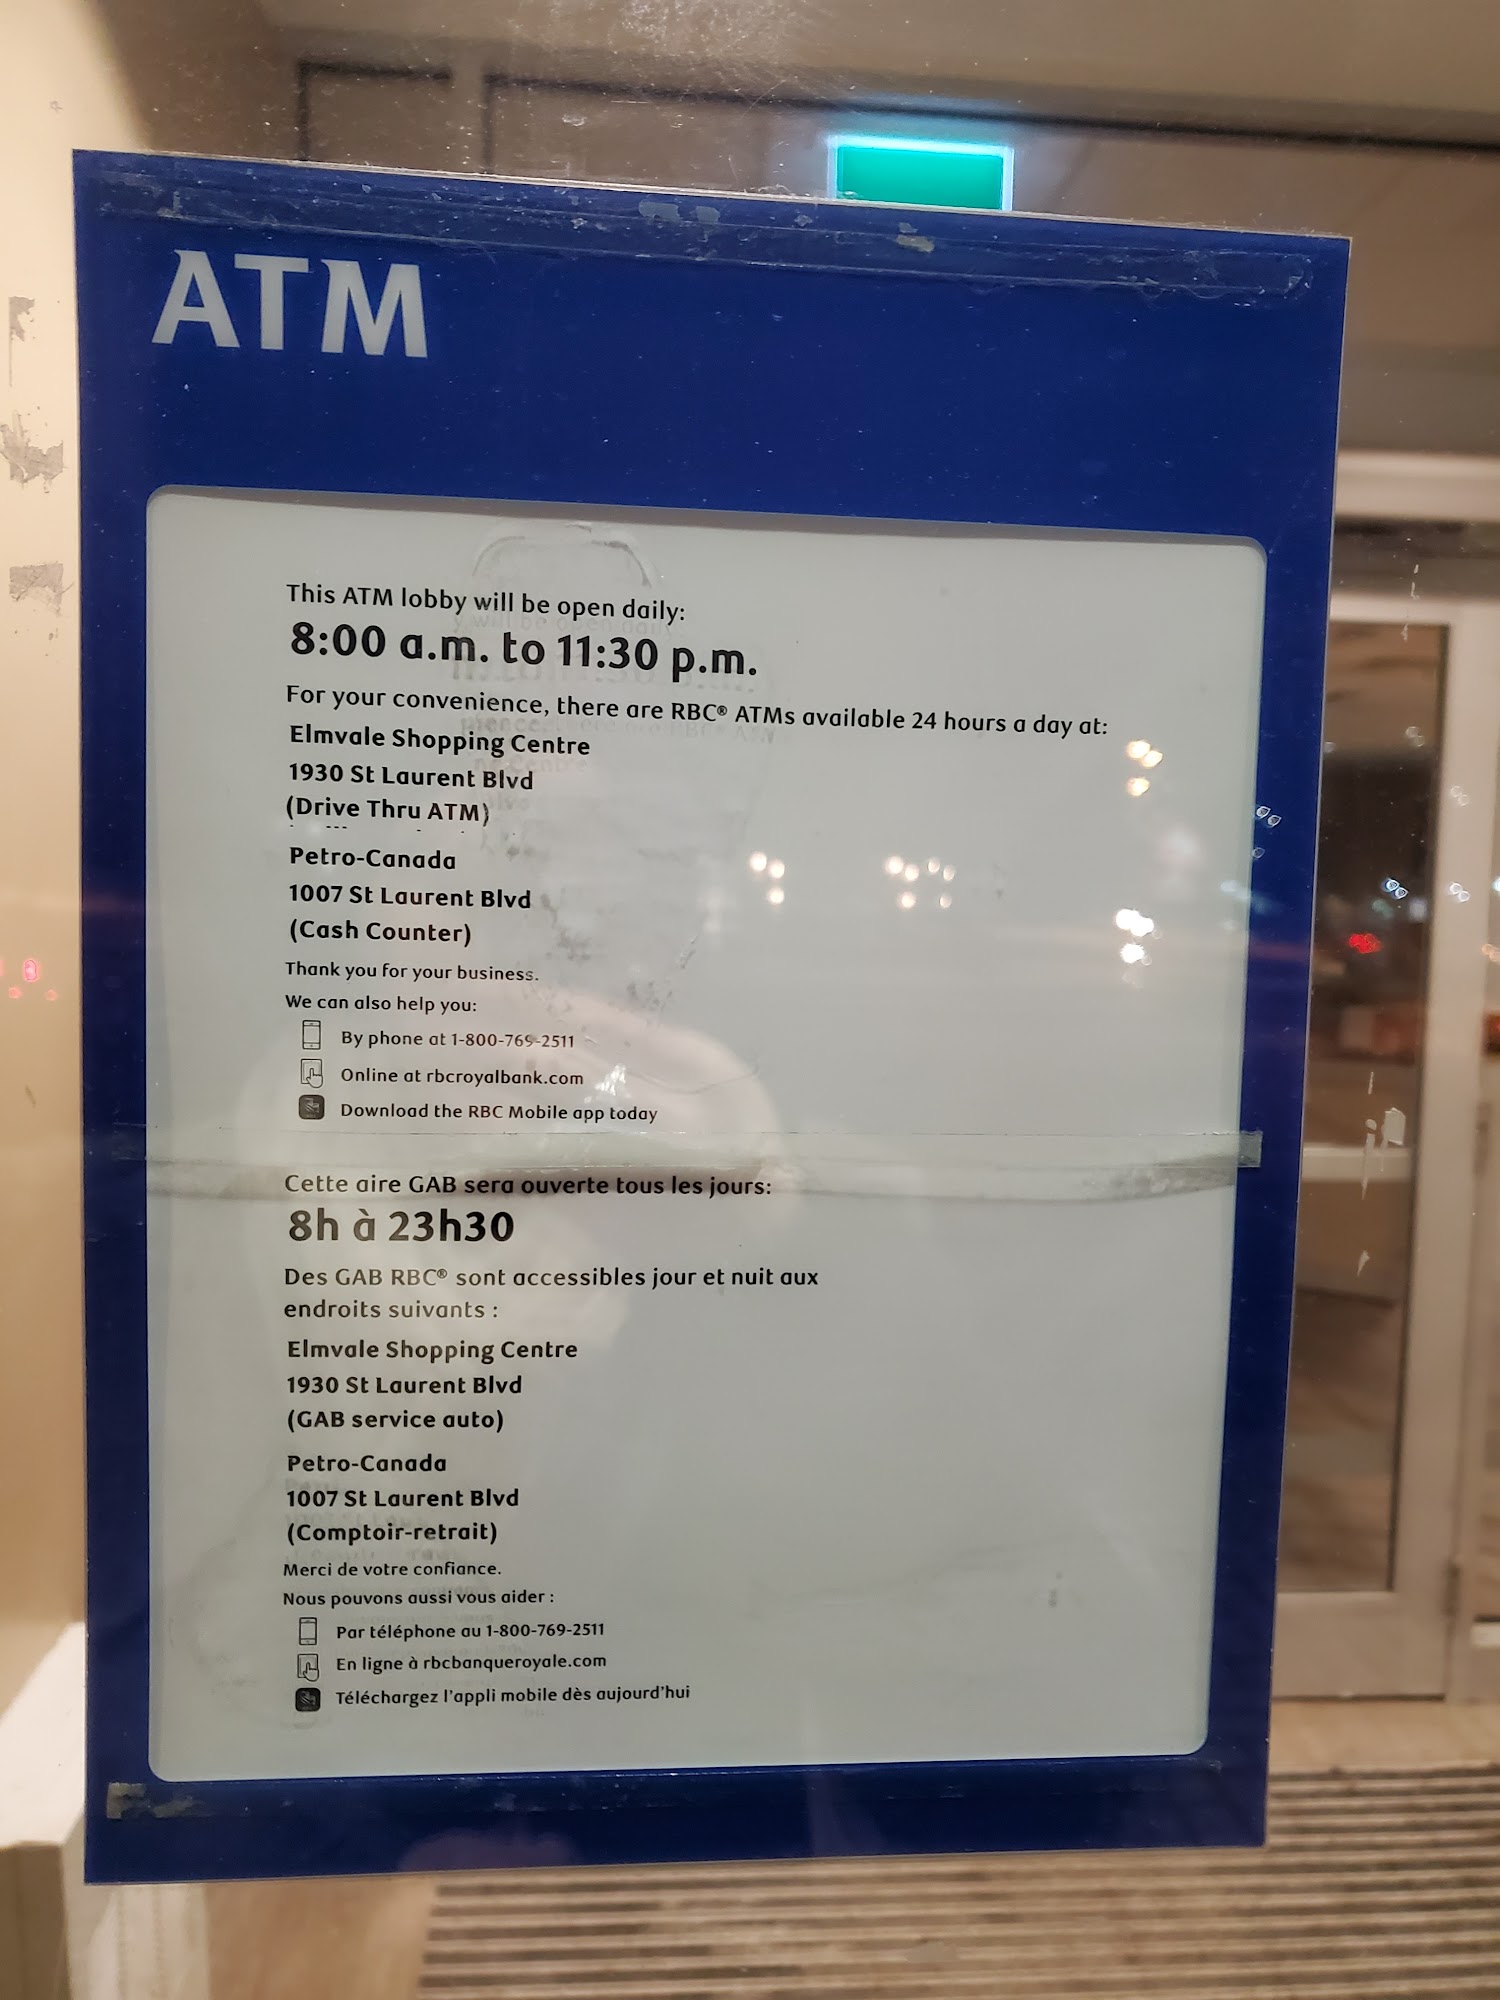 ATM
This ATM lobby will be open daily:
8:00 a.m. to 11:30 p.m.
For your convenience, there are RBC® ATMs available 24 hours a day at:
Elmvale Shopping Centre
1930 St Laurent Blvd
(Drive Thru ATM)
Petro-Canada
1007 St Laurent Blvd
(Cash Counter)
Thank you for your business.
We can also help you:
By phone at 1-800-769-2511
Online at rbcroyalbank.com
Download the RBC Mobile app today
Cette aire GAB sera ouverte tous les jours:
8h à 23h30
Des GAB RBC® sont accessibles jour et nuit aux
endroits suivants :
Elmvale Shopping Centre
1930 St Laurent Blvd
(GAB service auto)
Petro-Canada
1007 St Laurent Blvd
(Comptoir-retrait)
Merci de votre confiance.
Nous pouvons aussi vous aider :
Par téléphone au 1-800-769-2511
En ligne à rbcbanqueroyale.com
Téléchargez l'appli mobile dès aujourd'hui